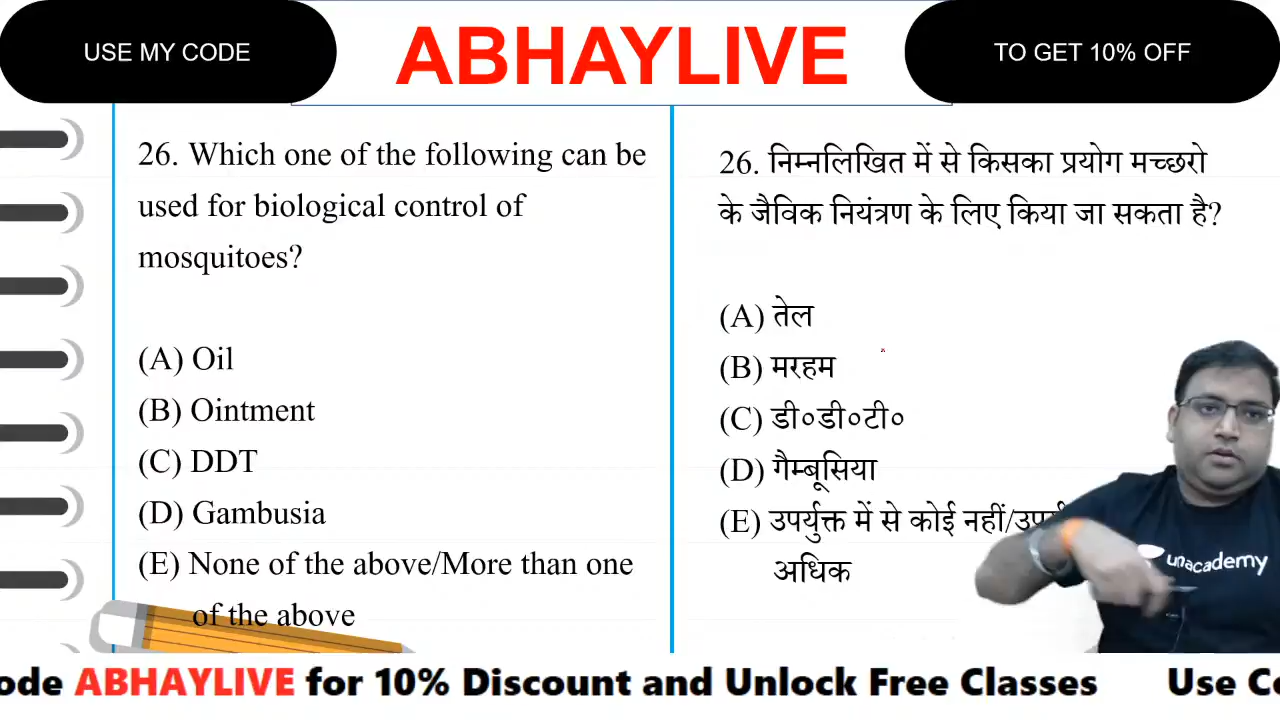 USE MY CODE
ABHAYLIVE
TO GET 10% OFF
26. Which one of the following can be
used for biological control of
mosquitoes?
(A) Oil
(B) Ointment
(C) DDT
(D) Gambusia
(E) None of the above/More than one
of the above
26. निम्नलिखित में से किसका प्रयोग मच्छरो
के जैविक नियंत्रण के लिए किया जा सकता है?
(A) तेल
(B) मरहम
(C) डी०डी०टी०
(D) गैम्बूसिया
(E) उपर्युक्त में से कोई नहीं/
अधिक
unacademy
ode ABHAYLIVE for 10% Discount and Unlock Free Classes Use